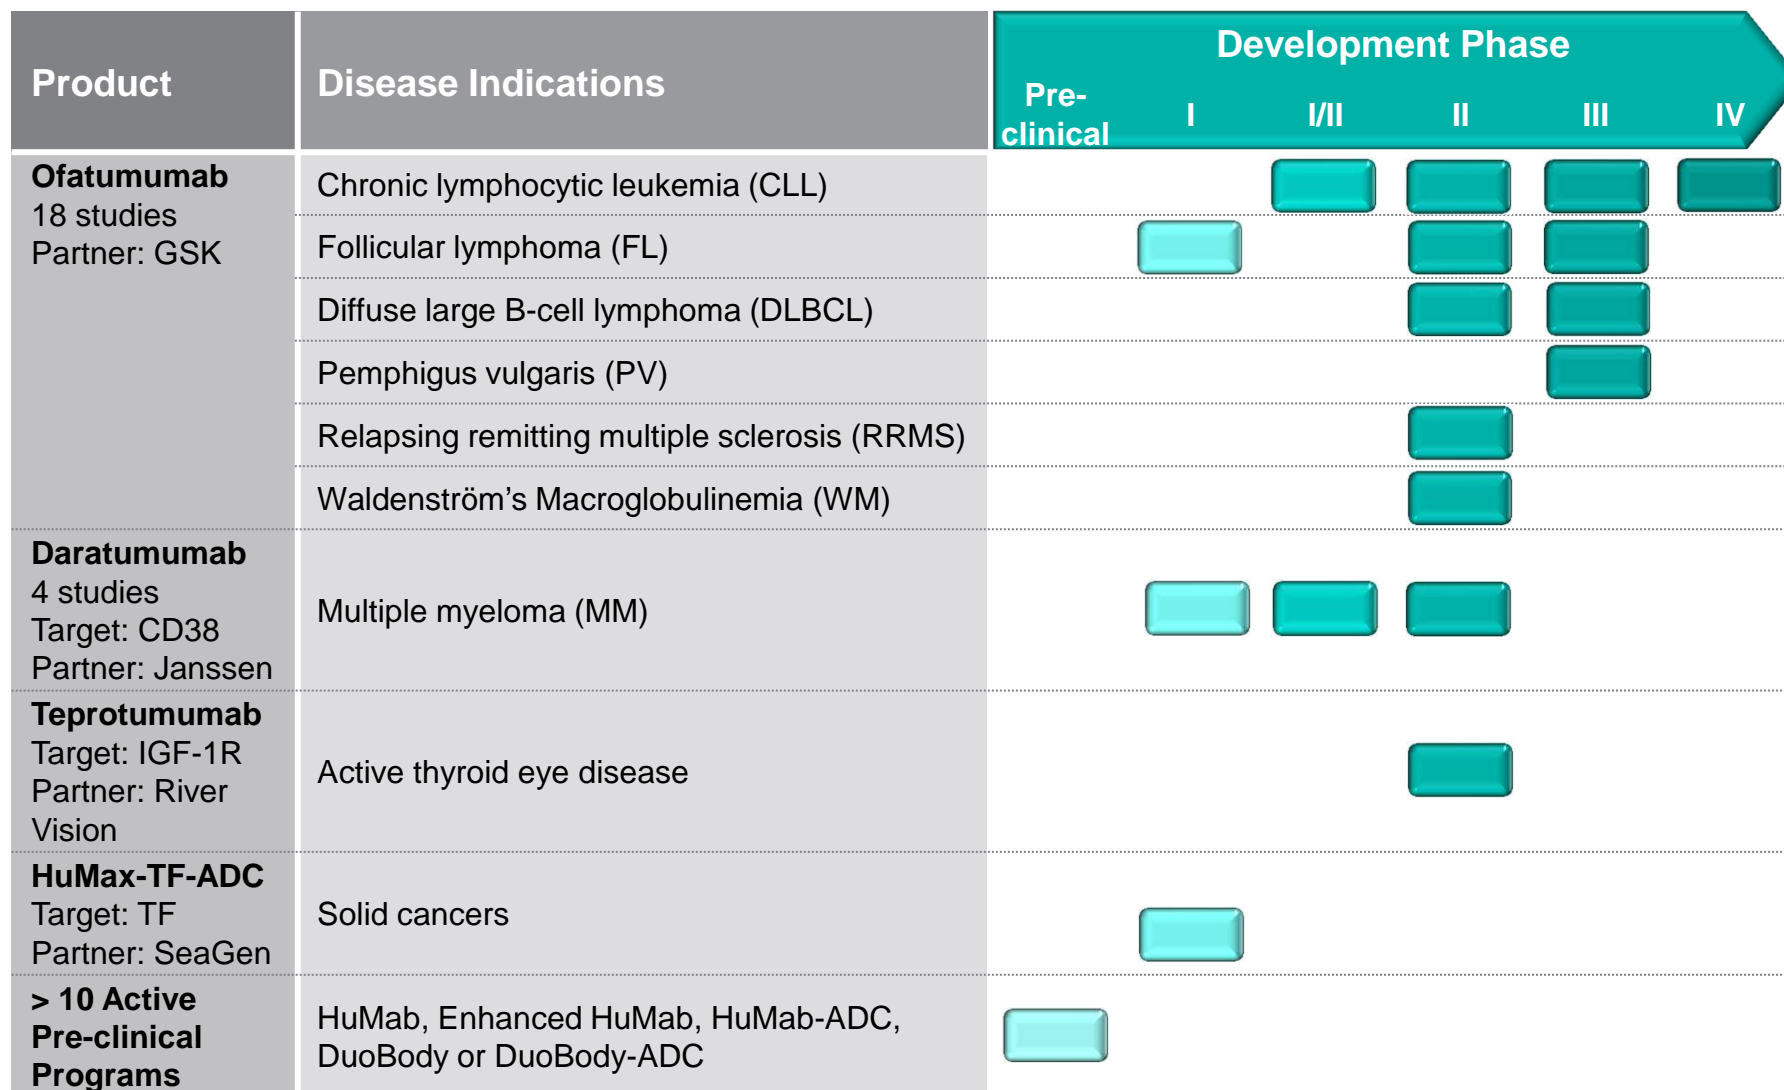 Product
Disease Indications
Development Phase
Pre-
clinical
I
I/II
II
III
IV
Ofatumumab
18 studies
Partner: GSK
Chronic lymphocytic leukemia (CLL)
Follicular lymphoma (FL)
Diffuse large B-cell lymphoma (DLBCL)
Pemphigus vulgaris (PV)
Relapsing remitting multiple sclerosis (RRMS)
Waldenström’s Macroglobulinemia (WM)
Daratumumab
4 studies
Target: CD38
Partner: Janssen
Multiple myeloma (MM)
Teprotumumab
Target: IGF-1R
Partner: River
Vision
Active thyroid eye disease
HuMax-TF-ADC
Target: TF
Partner: SeaGen
Solid cancers
> 10 Active
Pre-clinical
Programs
HuMab, Enhanced HuMab, HuMab-ADC,
DuoBody or DuoBody-ADC